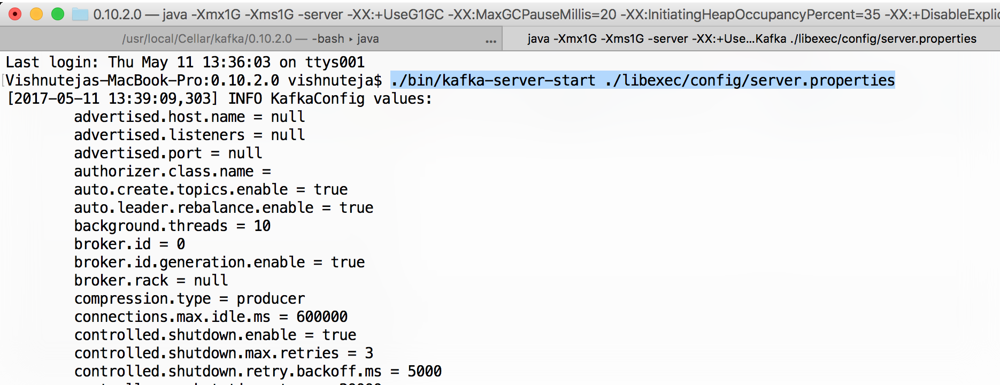 0.10.2.0 — java -Xmx1G -Xms1G -server -XX:+UseG1GC -XX:MaxGCPauseMillis=20 -XX:InitiatingHeapOccupancyPercent=35 -XX:+DisableExplic
/usr/local/Cellar/kafka/0.10.2.0 — -bash ▸ java ...
java -Xmx1G -Xms1G -server -XX:+Use...Kafka ./libexec/config/server.properties
Last login: Thu May 11 13:36:03 on ttys001
[Vishnutejas-MacBook-Pro:0.10.2.0 vishnuteja$ ./bin/kafka-server-start ./libexec/config/server.properties
[2017-05-11 13:39:09,303] INFO KafkaConfig values:
advertised.host.name = null
advertised.listeners = null
advertised.port = null
authorizer.class.name =
auto.create.topics.enable = true
auto.leader.rebalance.enable = true
background.threads = 10
broker.id = 0
broker.id.generation.enable = true
broker.rack = null
compression.type = producer
connections.max.idle.ms = 600000
controlled.shutdown.enable = true
controlled.shutdown.max.retries = 3
controlled.shutdown.retry.backoff.ms = 5000